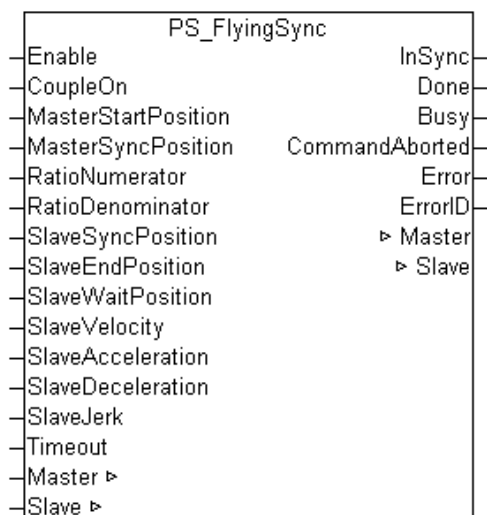 PS_FlyingSync
Enable InSync
CoupleOn Done
MasterStartPosition Busy
MasterSyncPosition CommandAborted
RatioNumerator Error
RatioDenominator ErrorID
SlaveSyncPosition ▹ Master
SlaveEndPosition ▹ Slave
SlaveWaitPosition
SlaveVelocity
SlaveAcceleration
SlaveDeceleration
SlaveJerk
Timeout
Master ▹
Slave ▹